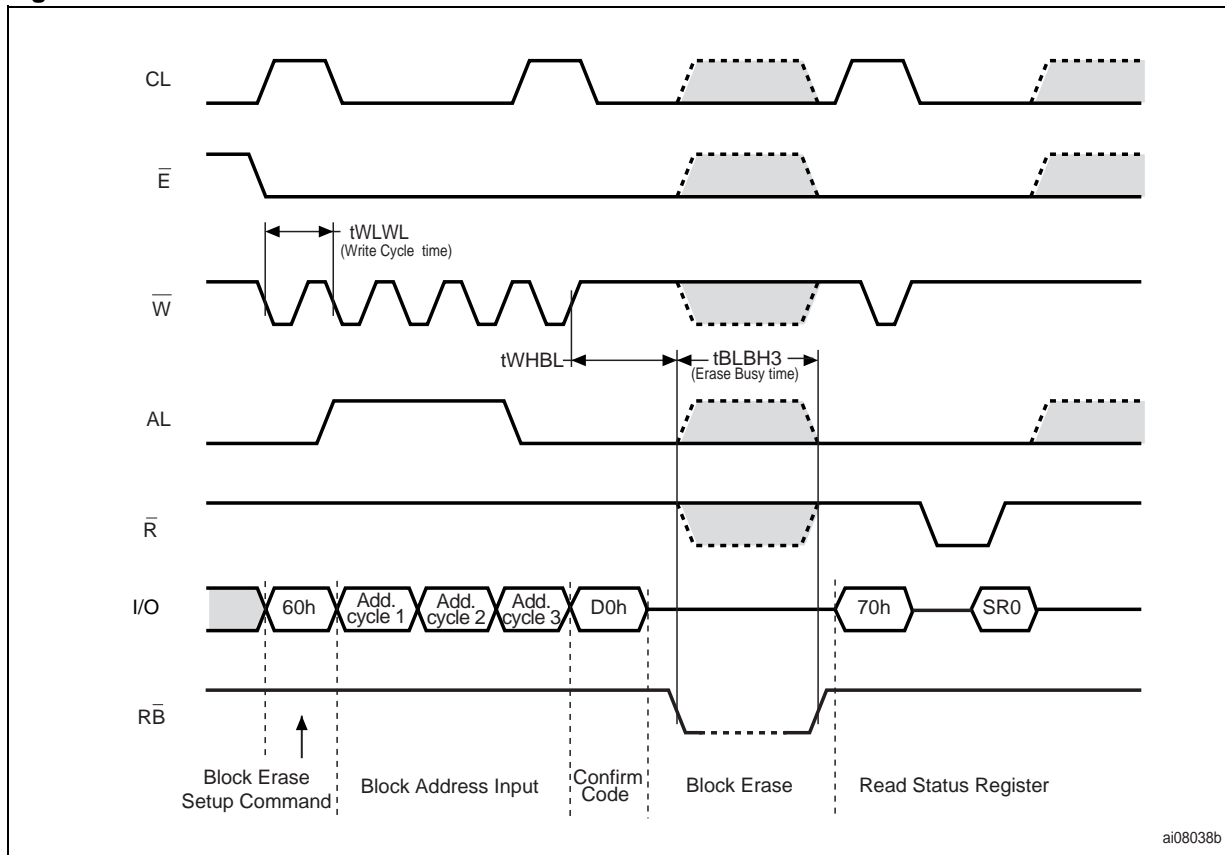 CL
E
tWLWL
(Write Cycle time)
W
tWHBL
tBLBH3
(Erase Busy time)
AL
R
I/O
60h
Add.
cycle 1
Add.
cycle 2
Add.
cycle 3
D0h
70h
SR0
RB
Block Erase
Setup Command
Block Address Input
Confirm
Code
Block Erase
Read Status Register
ai08038b